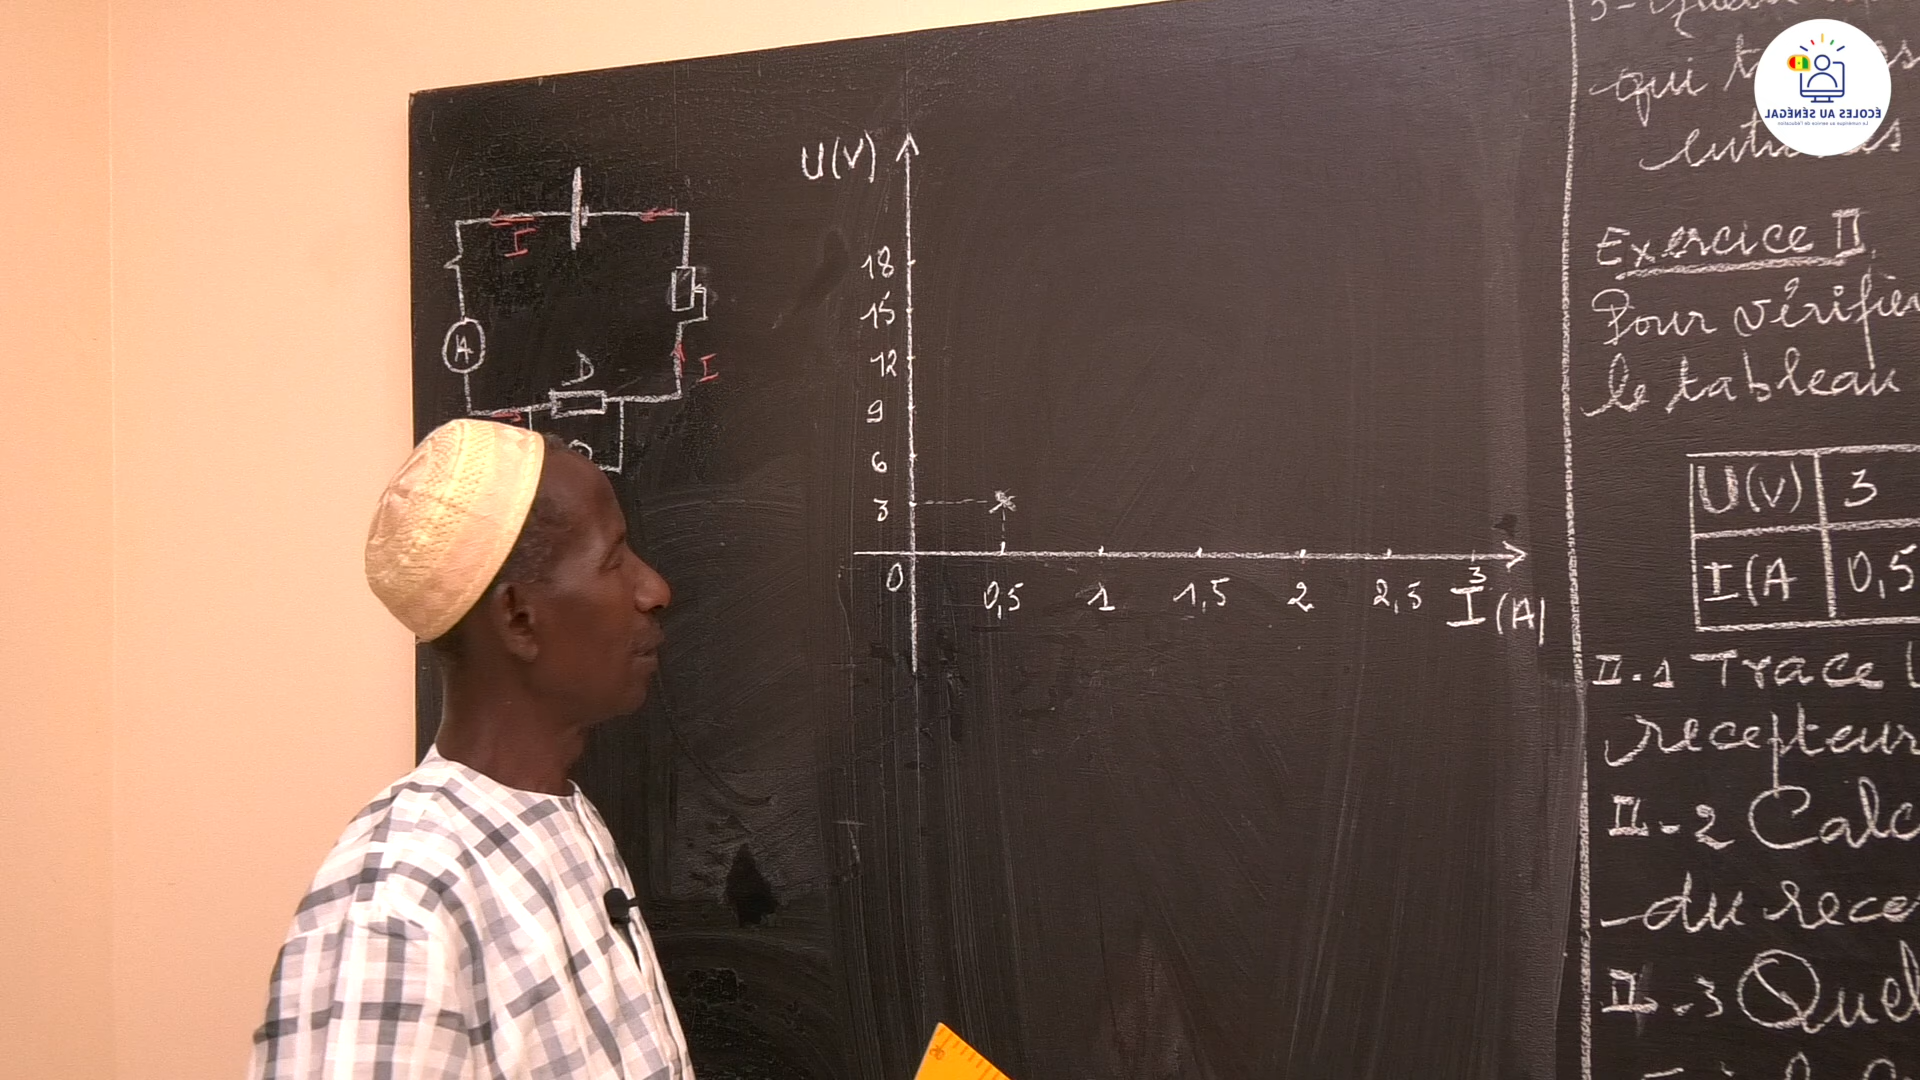 U(V)
18
15
12
9
6
3
0
0,5 1 1,5 2 2,5 3
I (A)
I
A
D
I
qui
Exercice II
Pour vérifier
le tableau
U(V) 3
I(A 0,5
II.1 Trace
recepteur
II-2 Calc
du rece
II-3 Quel
ÉCOLES AU SÉNÉGAL